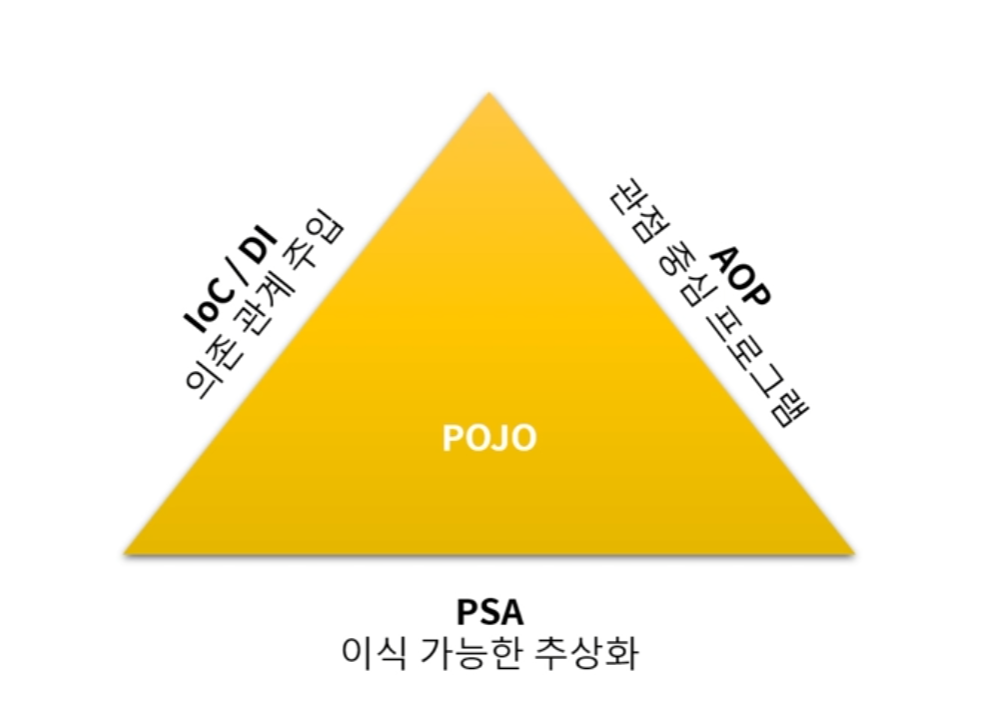 IoC / DI
의존 관계 주입
AOP
관점 중심 프로그램
POJO
PSA
이식 가능한 추상화